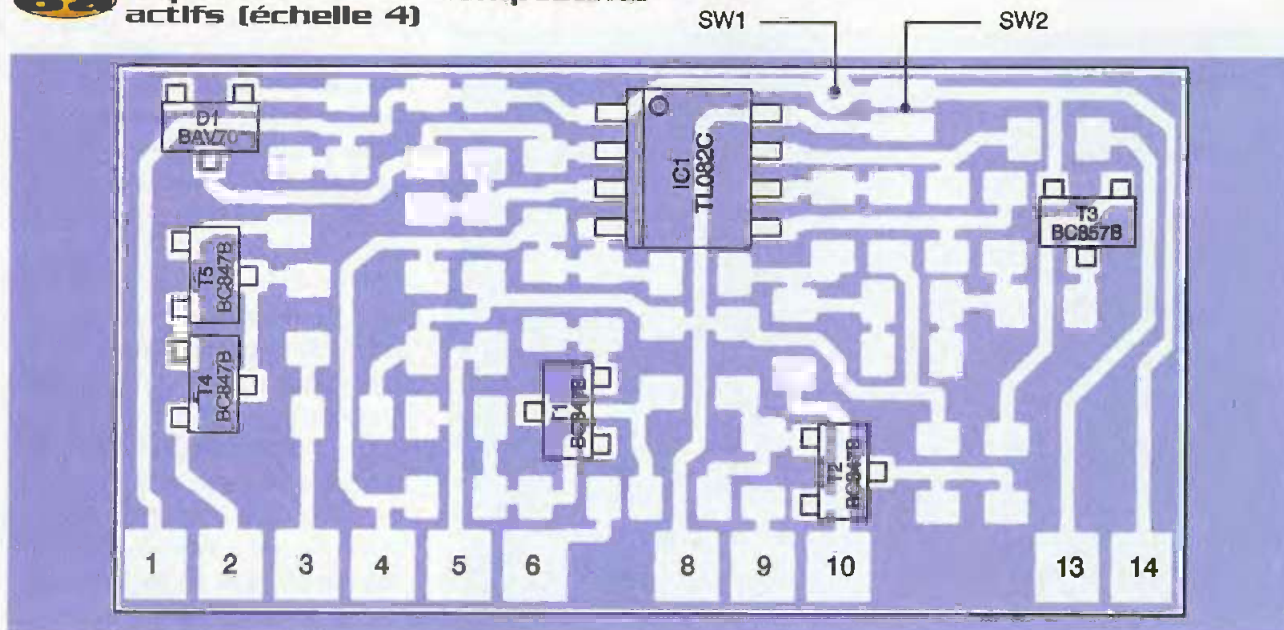 actifs (échelle 4)
SW1
SW2
D1
BAV70
IC1
TL082C
T3
BC857B
T5
BC847B
T4
BC847B
T1
BC847B
T2
BC847B
1
2
3
4
5
6
8
9
10
13
14